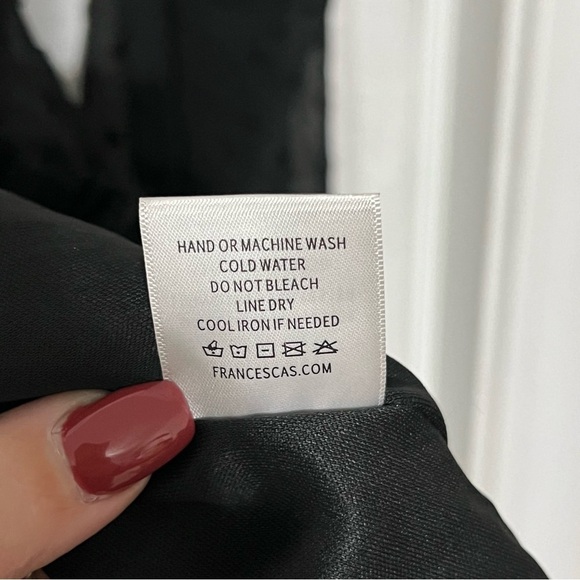 HAND OR MACHINE WASH
COLD WATER
DO NOT BLEACH
LINE DRY
COOL IRON IF NEEDED
FRANCESCAS.COM